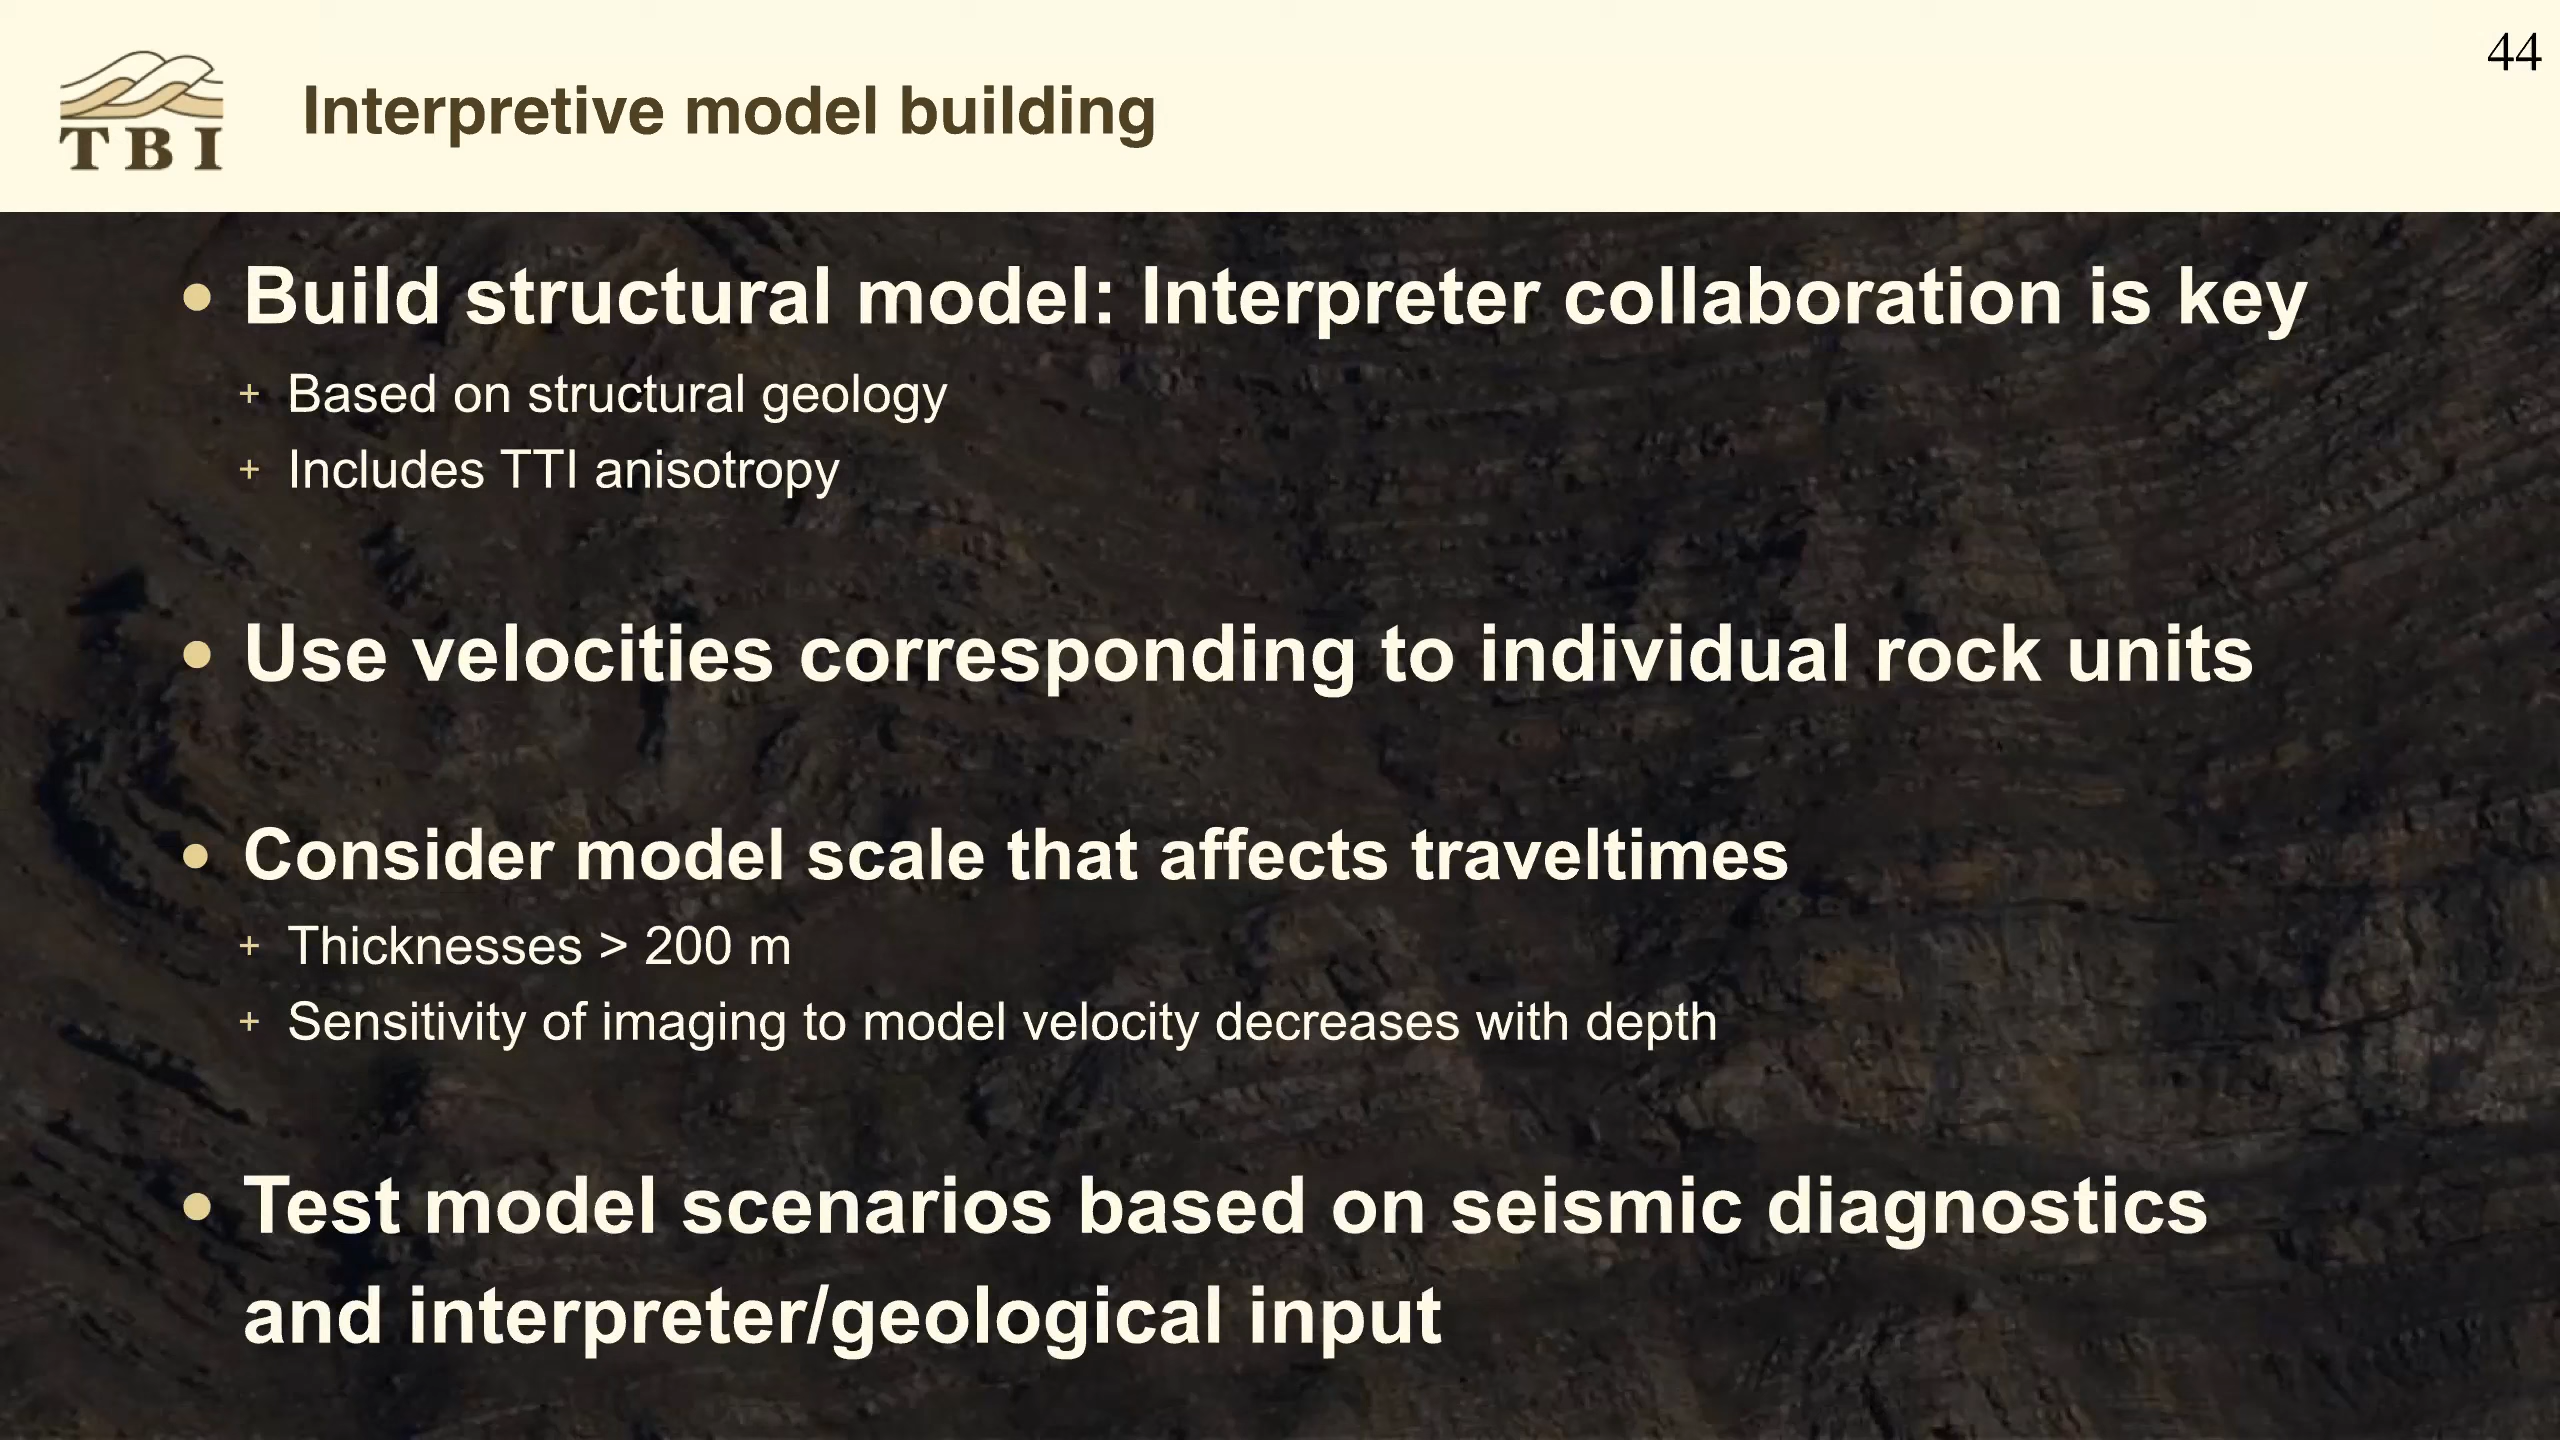 44
TBI
Interpretive model building
• Build structural model: Interpreter collaboration is key
+ Based on structural geology
+ Includes TTI anisotropy
• Use velocities corresponding to individual rock units
• Consider model scale that affects traveltimes
+ Thicknesses > 200 m
+ Sensitivity of imaging to model velocity decreases with depth
• Test model scenarios based on seismic diagnostics
and interpreter/geological input